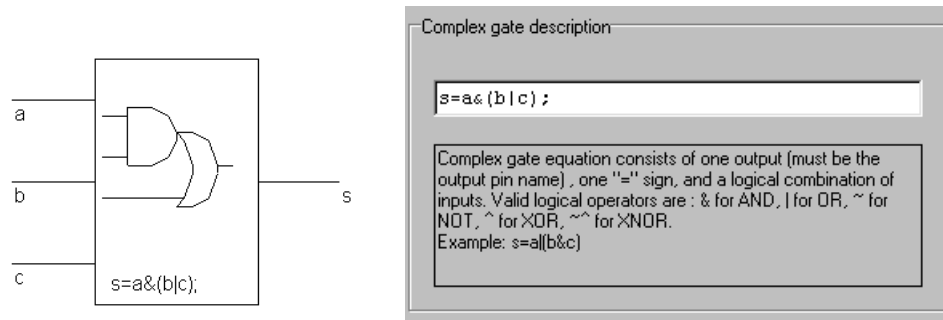 a
b
c
s
s=a&(b|c);
Complex gate description
s=a&(b|c);
Complex gate equation consists of one output (must be the
output pin name) , one "=" sign, and a logical combination of
inputs. Valid logical operators are : & for AND, | for OR, ~ for
NOT, ^ for XOR, ~^ for XNOR.
Example: s=a|(b&c)